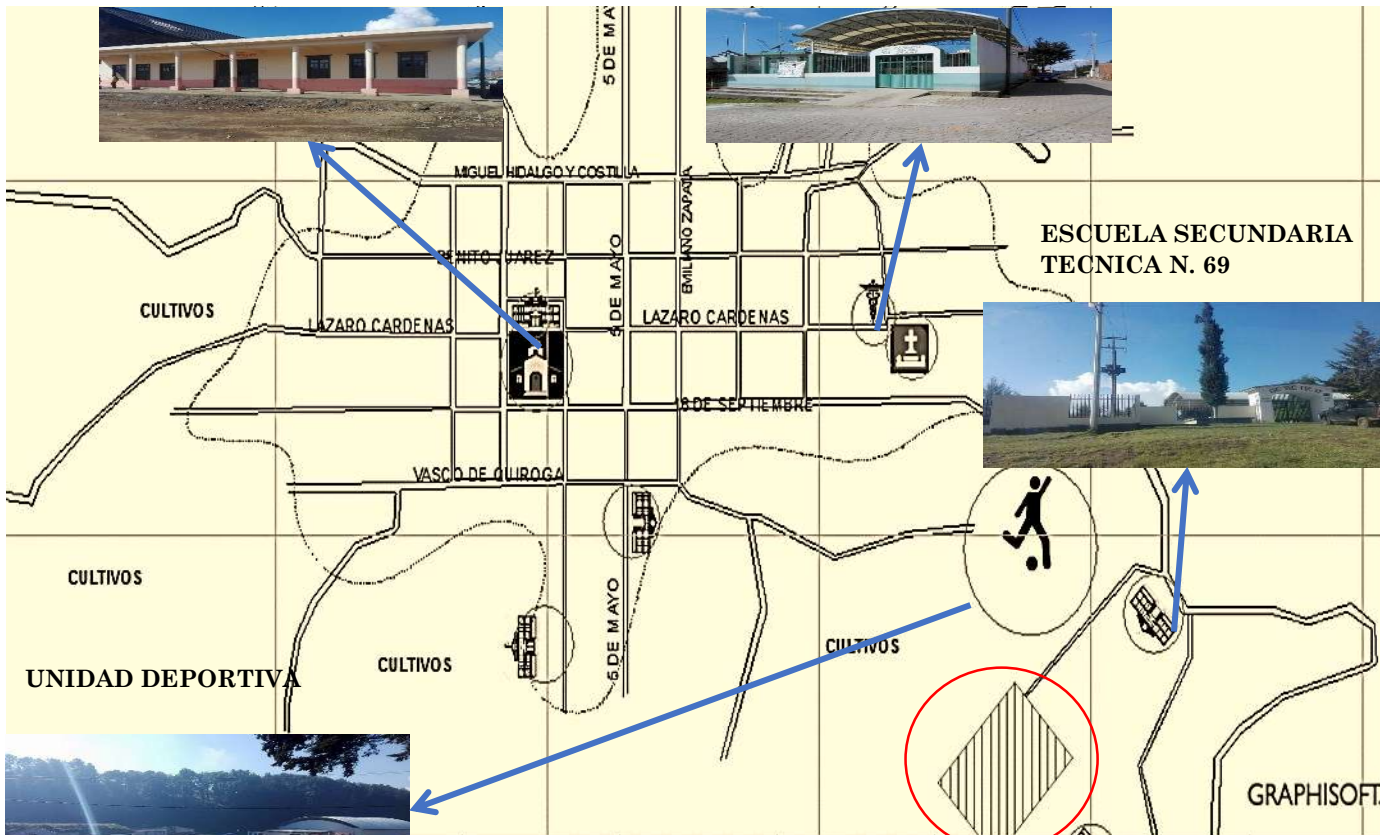 5 DE MAY
MIGUEL HIDALGO Y COSTILLA
EMILIANO ZAPATA
ESCUELA SECUNDARIA
TECNICA N. 69
BENITO JUAREZ
5 DE MAYO
CULTIVOS
LAZARO CARDENAS
LAZARO CARDENAS
16 DE SEPTIEMBRE
VASCO DE QUIROGA
CULTIVOS
5 DE MAYO
CULTIVOS
CULTIVOS
UNIDAD DEPORTIVA
GRAPHISOFT.